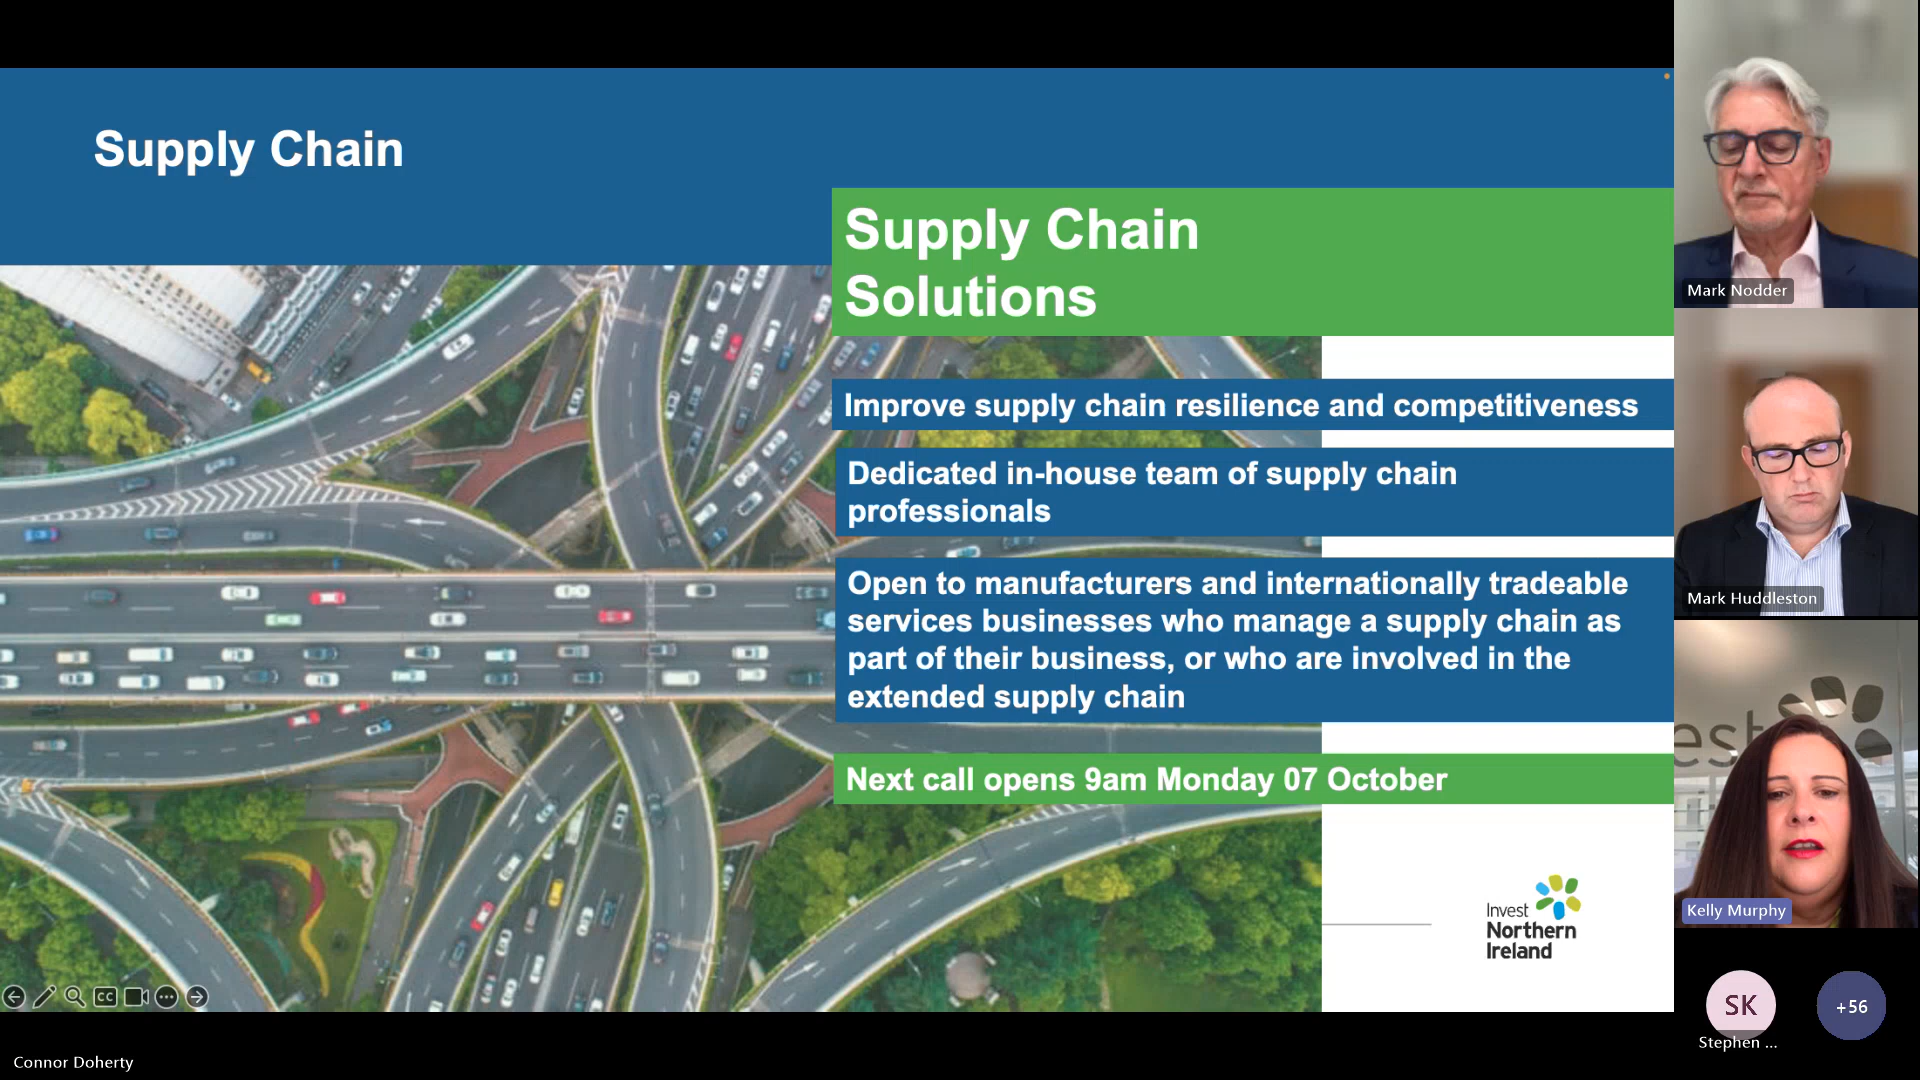 Supply Chain
Supply Chain
Solutions
Improve supply chain resilience and competitiveness
Dedicated in-house team of supply chain
professionals
Open to manufacturers and internationally tradeable
services businesses who manage a supply chain as
part of their business, or who are involved in the
extended supply chain
Next call opens 9am Monday 07 October
Invest
Northern
Ireland
CC
Connor Doherty
Mark Nodder
Mark Huddleston
est
Kelly Murphy
SK
Stephen ...
+56